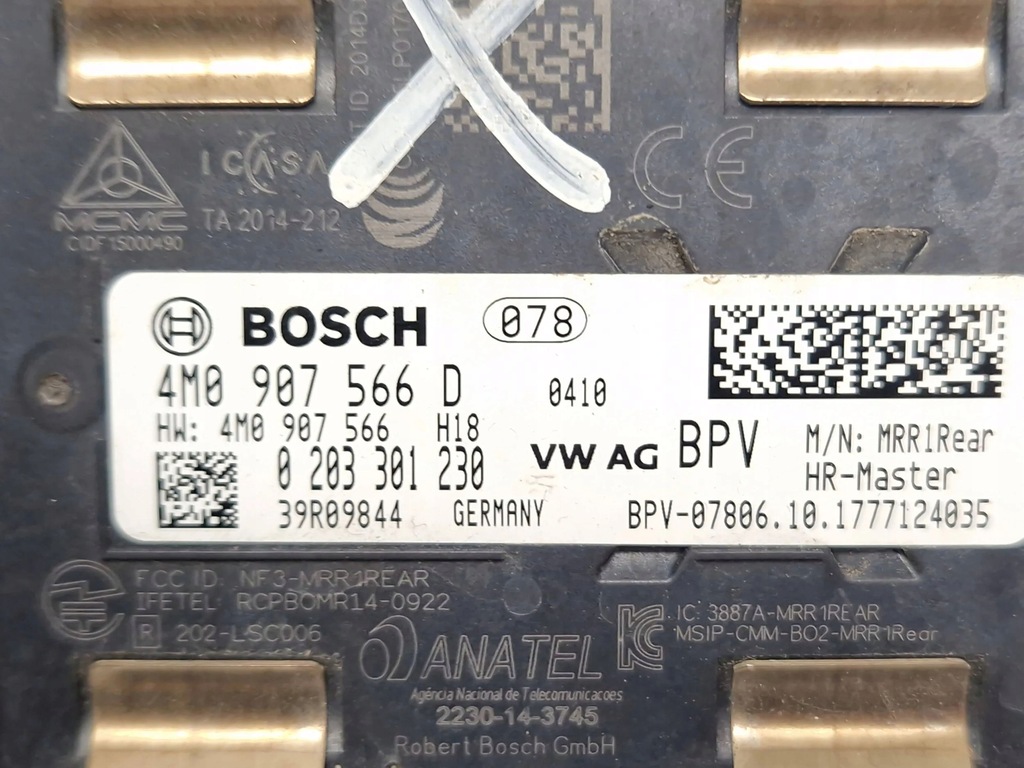 ICASA
MCMC
CIDF15000490
TA 2014-212
CE
BOSCH 078
4M0 907 566 D 0410
HW: 4M0 907 566 H18
0 203 301 230
VW AG BPV
M/N: MRR1Rear
HR-Master
39R09844 GERMANY BPV-07806.10.1777124035
FCC ID: NF3-MRR1REAR
IFETEL: RCPBOMR14-0922
R 202-LSC006
ANATEL
Agência Nacional de Telecomunicacoes
2230-14-3745
Robert Bosch GmbH
IC: 3887A-MRR1REAR
MSIP-CMM-BO2-MRR1Rear